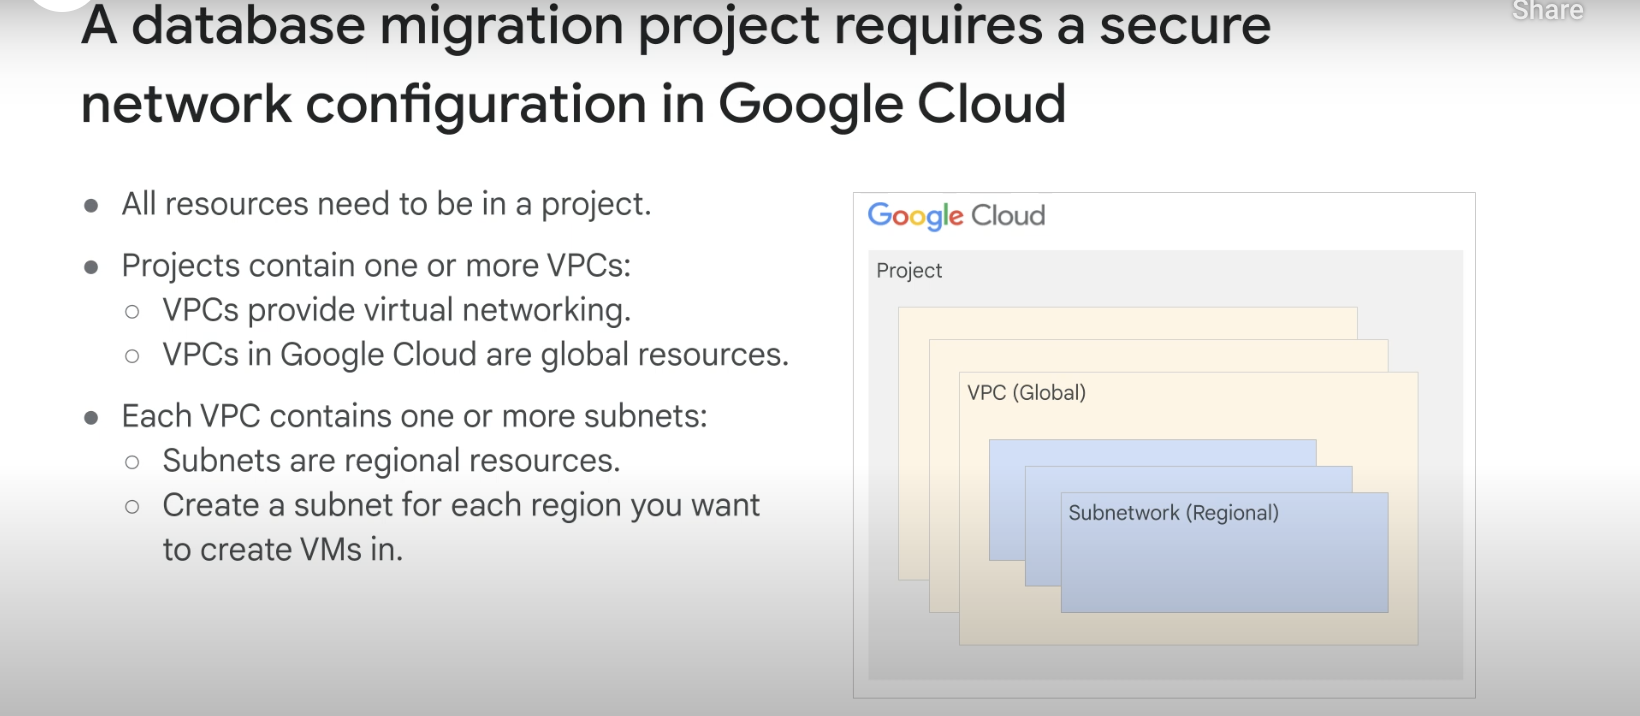 A database migration project requires a secure
network configuration in Google Cloud
Share
● All resources need to be in a project.
● Projects contain one or more VPCs:
○ VPCs provide virtual networking.
○ VPCs in Google Cloud are global resources.
● Each VPC contains one or more subnets:
○ Subnets are regional resources.
○ Create a subnet for each region you want
to create VMs in.
Google Cloud
Project
VPC (Global)
Subnetwork (Regional)